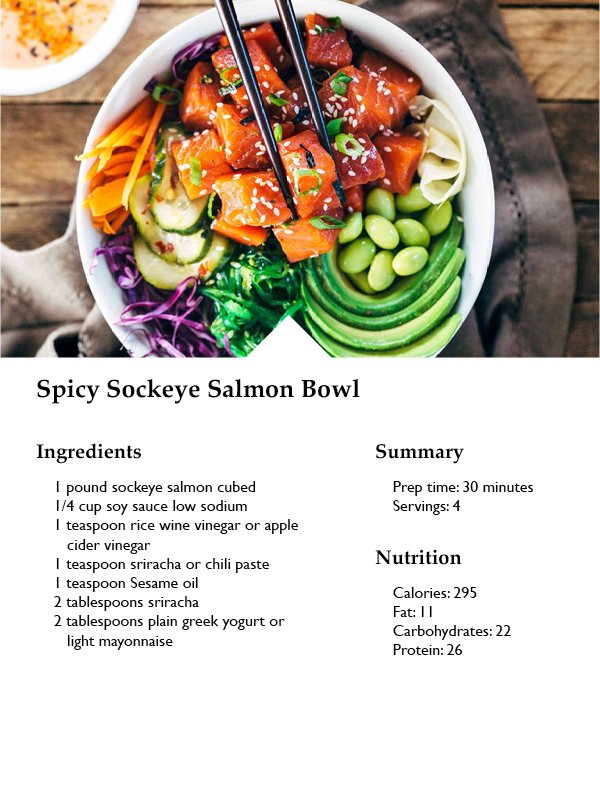 Spicy Sockeye Salmon Bowl
Ingredients
1 pound sockeye salmon cubed
1/4 cup soy sauce low sodium
1 teaspoon rice wine vinegar or apple
cider vinegar
1 teaspoon sriracha or chili paste
1 teaspoon Sesame oil
2 tablespoons sriracha
2 tablespoons plain greek yogurt or
light mayonnaise
Summary
Prep time: 30 minutes
Servings: 4
Nutrition
Calories: 295
Fat: 11
Carbohydrates: 22
Protein: 26